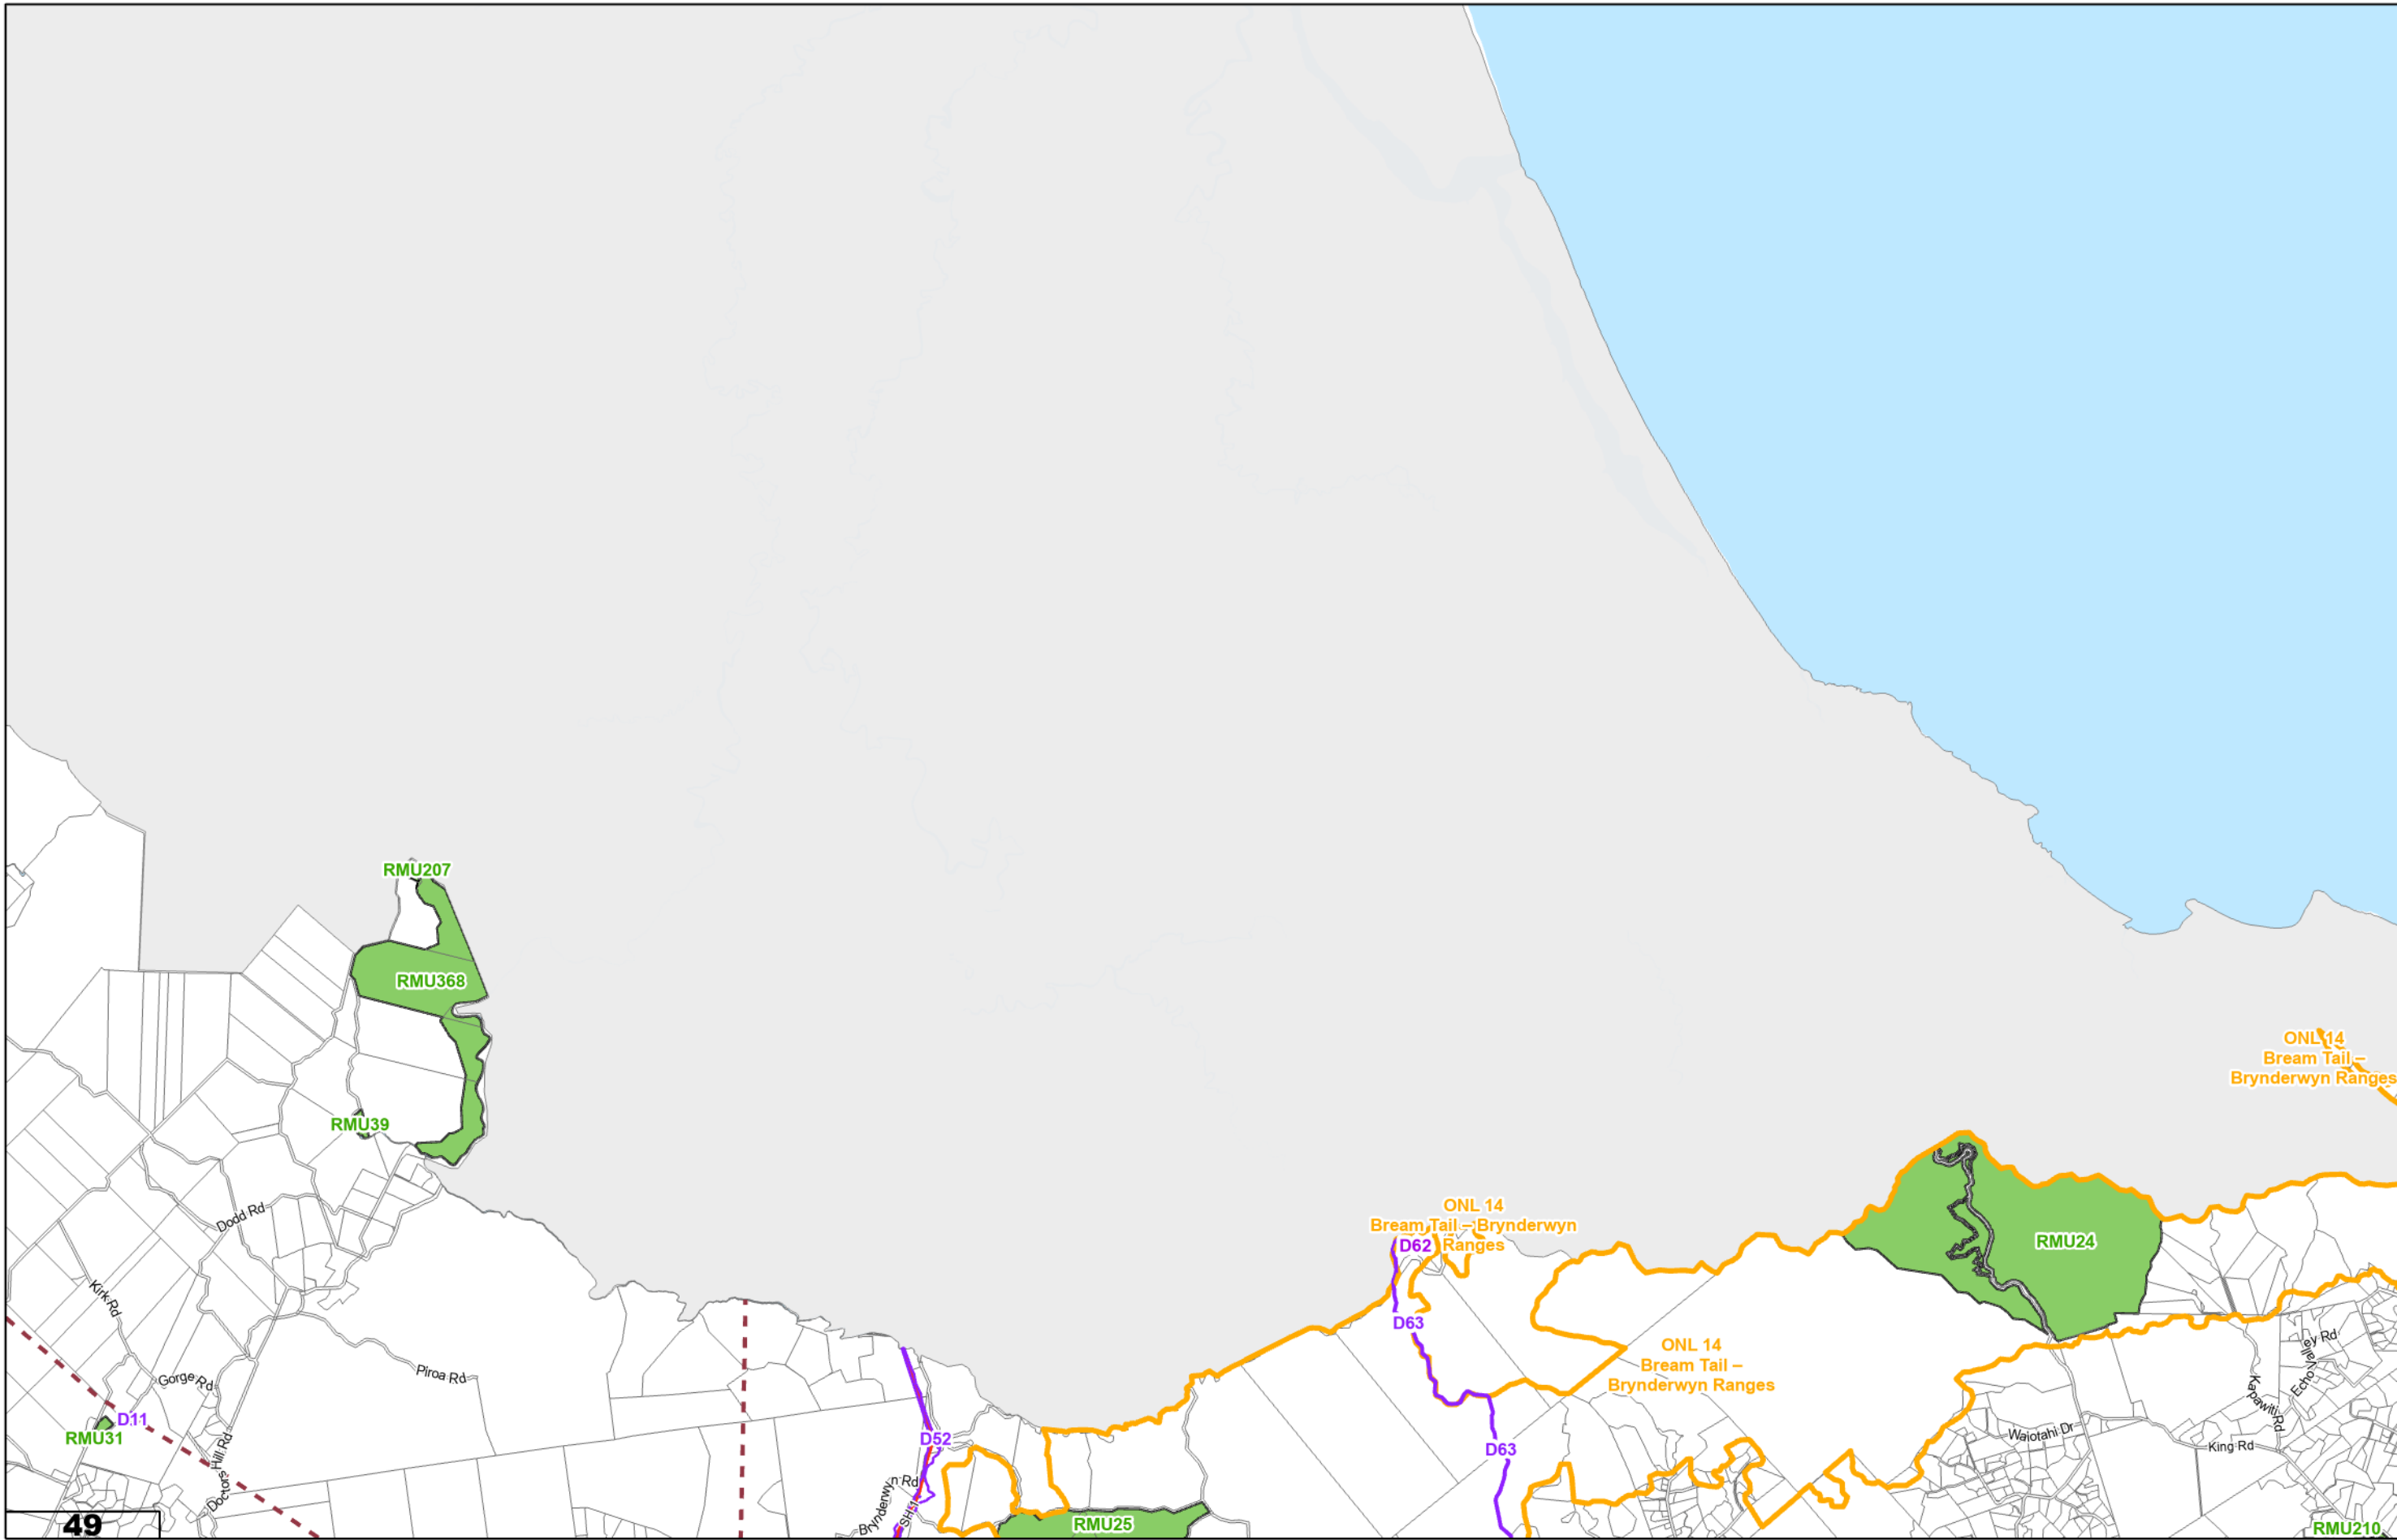 RMU207
RMU368
ONL 14
Bream Tail –
Brynderwyn Ranges
RMU39
ONL 14
Bream Tail – Brynderwyn
Ranges
D62
Dodd Rd
RMU24
Kirk Rd
D63
ONL 14
Bream Tail –
Brynderwyn Ranges
Echo Valley Rd
Piroa Rd
Gorge Rd
Kapawiti Rd
D11
RMU31
D52
Waiotahi Dr
King Rd
D63
Doctors Hill Rd
Brynderwyn Rd
SH 1
49
RMU25
RMU210